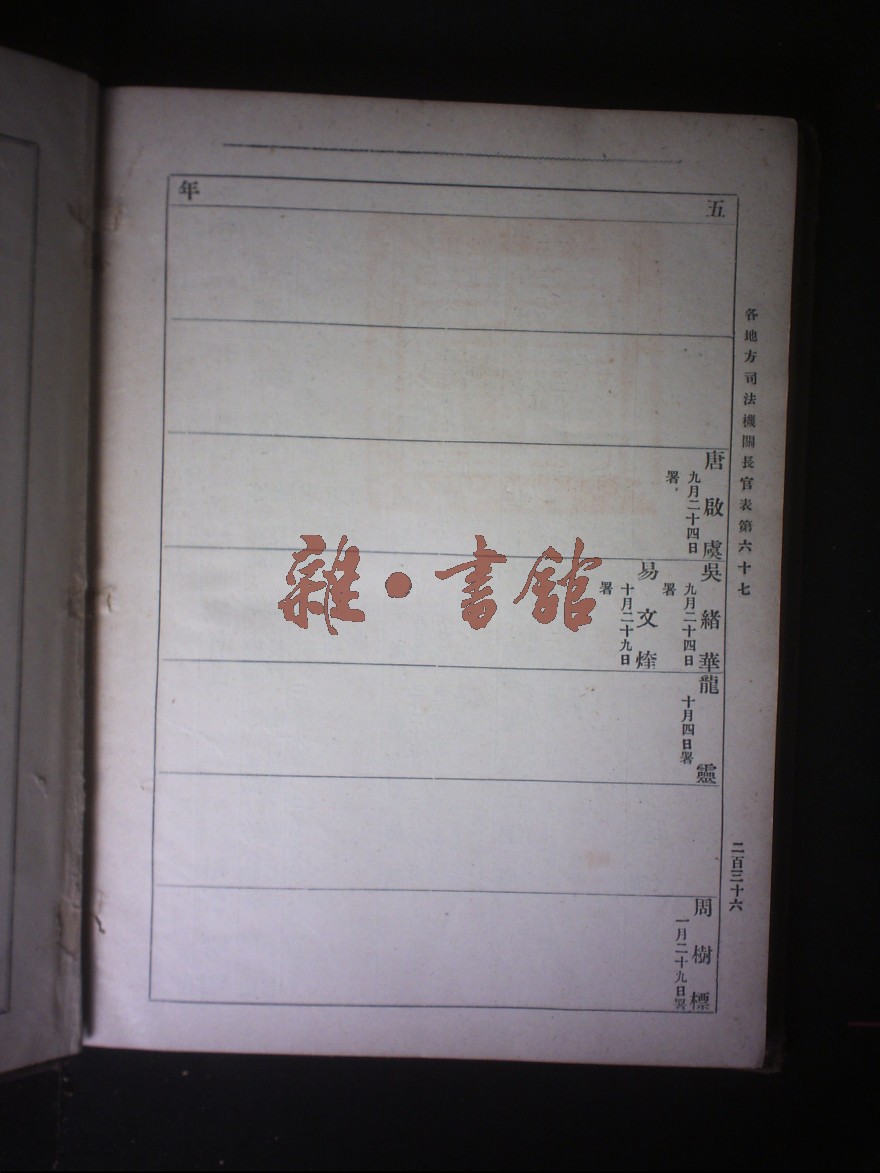 各地方司法機關長官表第六十七
二百三十六
五年
唐啟虞
九月二十四日
署
吳緒華
九月二十四日
署
易文煃
十月二十九日
署
龍靈
十月四日署
周樹標
一月二十九日署
雜·書館